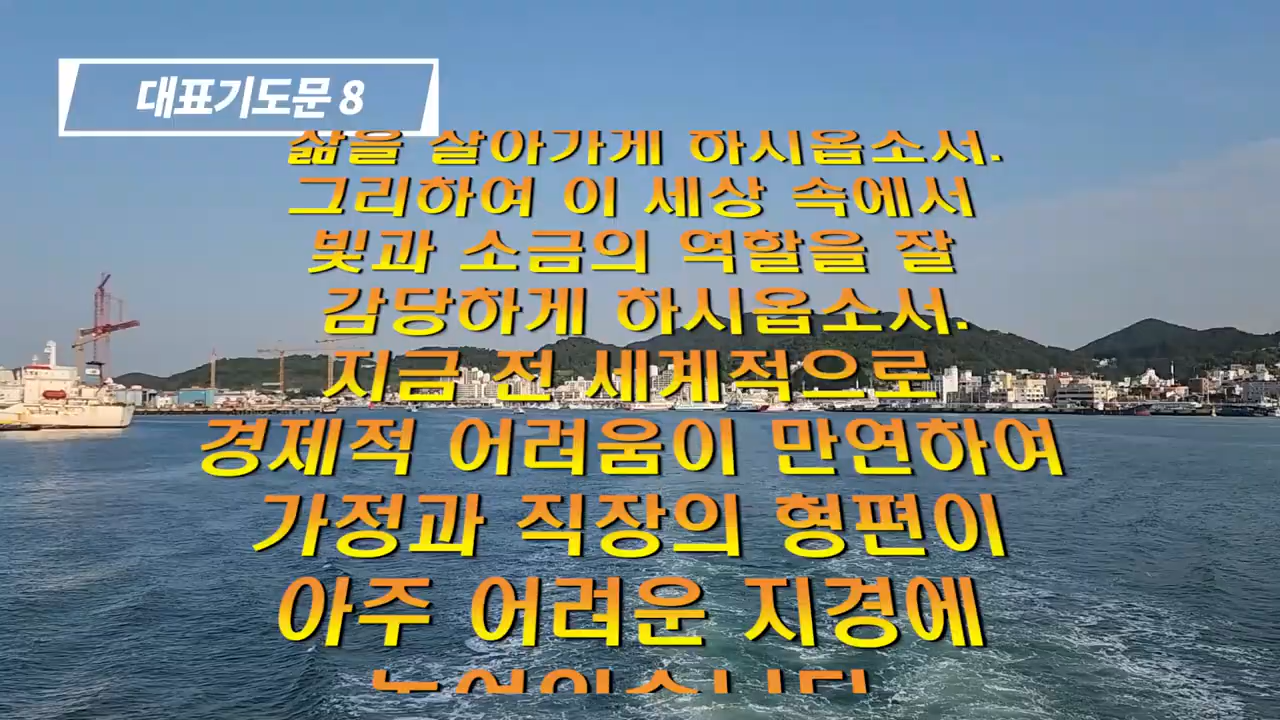 대표기도문 8
삶을 살아가게 하시옵소서.
그리하여 이 세상 속에서
빛과 소금의 역할을 잘
감당하게 하시옵소서.
지금 전 세계적으로
경제적 어려움이 만연하여
가정과 직장의 형편이
아주 어려운 지경에